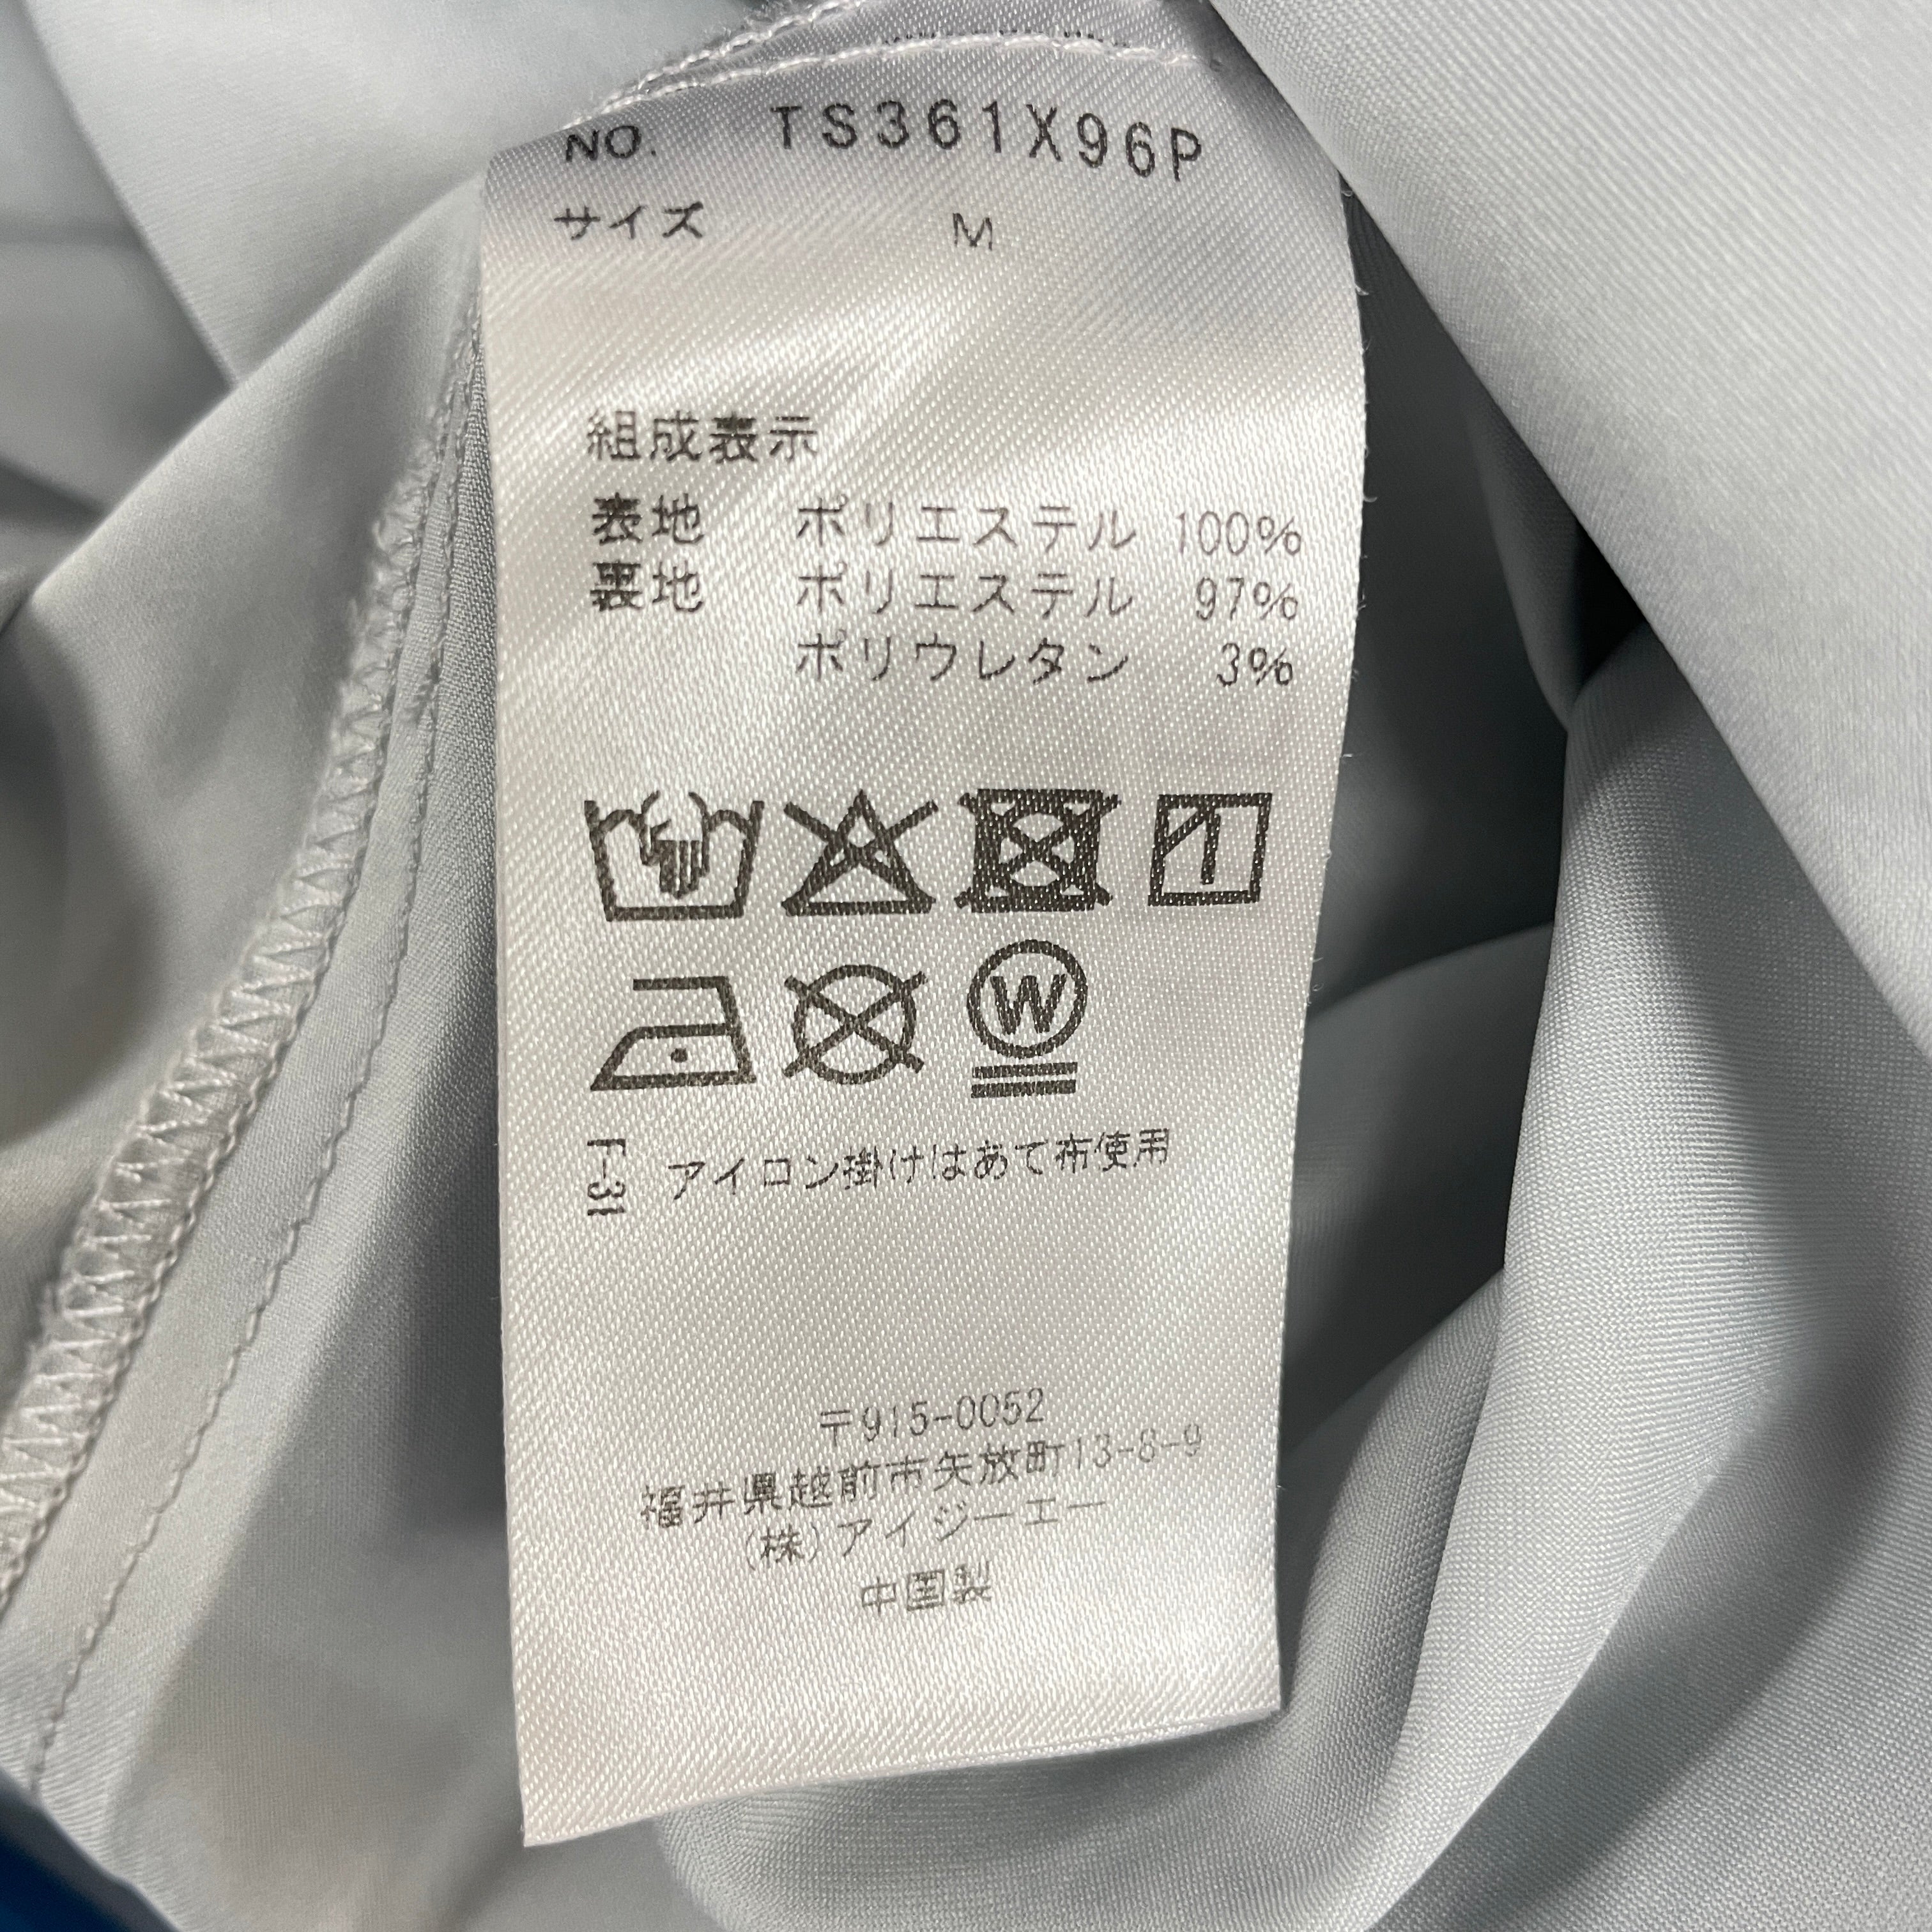 NO. TS361X96P
サイズ M
組成表示
表地 ポリエステル 100%
裏地 ポリエステル 97%
ポリウレタン 3%
W
F-31 アイロン掛けはあて布使用
〒915-0052
福井県越前市矢放町13-8-9
(株)アイジーエー
中国製